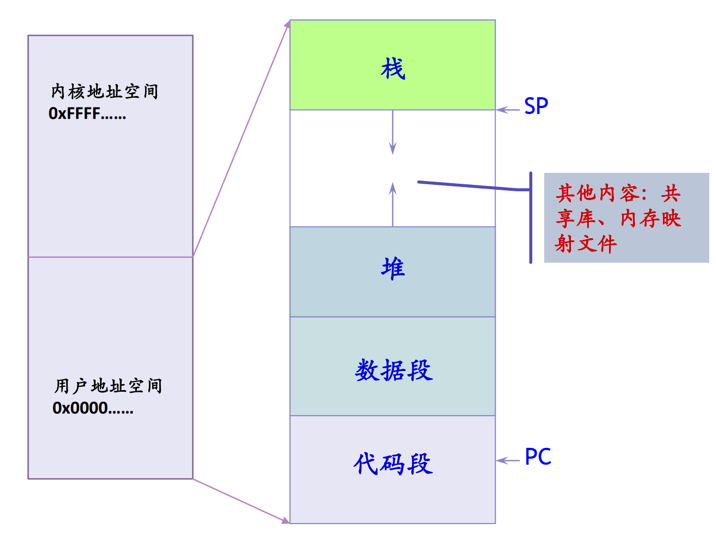 内核地址空间
0xFFFF……
用户地址空间
0x0000……
栈
SP
其他内容：共
享库、内存映
射文件
堆
数据段
代码段
PC